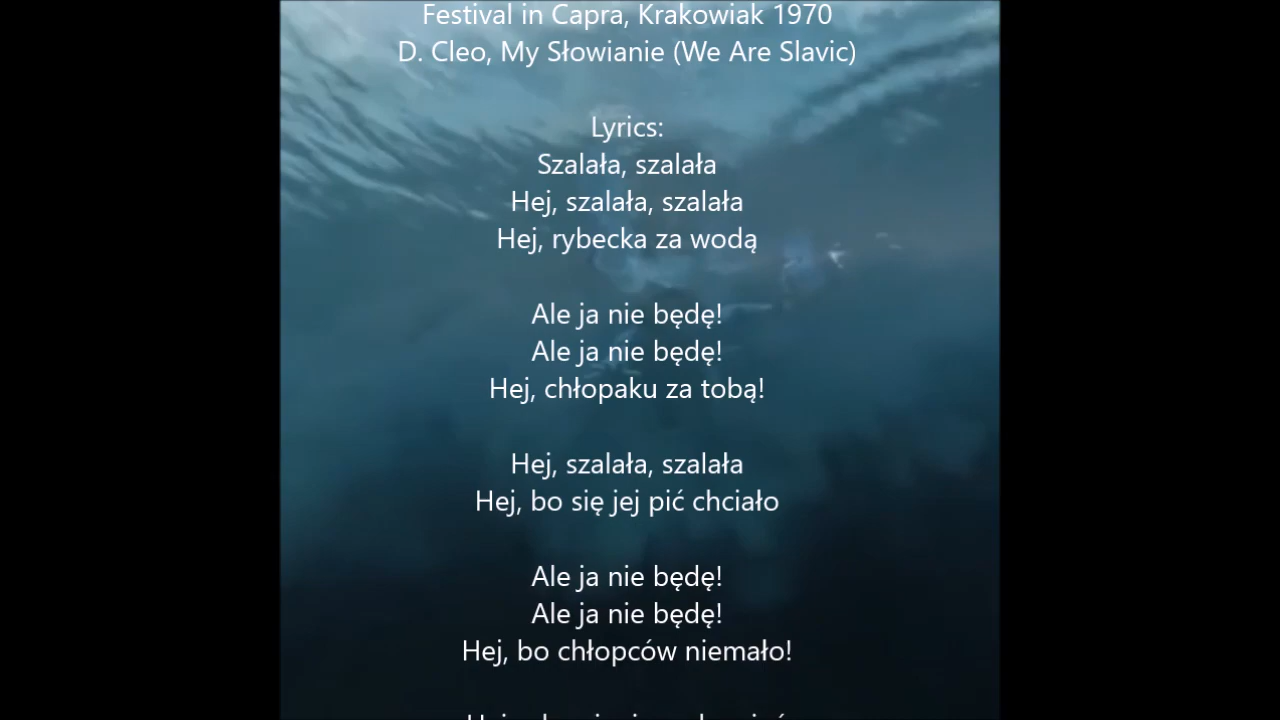 Festival in Capra, Krakowiak 1970
D. Cleo, My Słowianie (We Are Slavic)
Lyrics:
Szalała, szalała
Hej, szalała, szalała
Hej, rybecka za wodą
Ale ja nie będę!
Ale ja nie będę!
Hej, chłopaku za tobą!
Hej, szalała, szalała
Hej, bo się jej pić chciało
Ale ja nie będę!
Ale ja nie będę!
Hej, bo chłopców niemało!